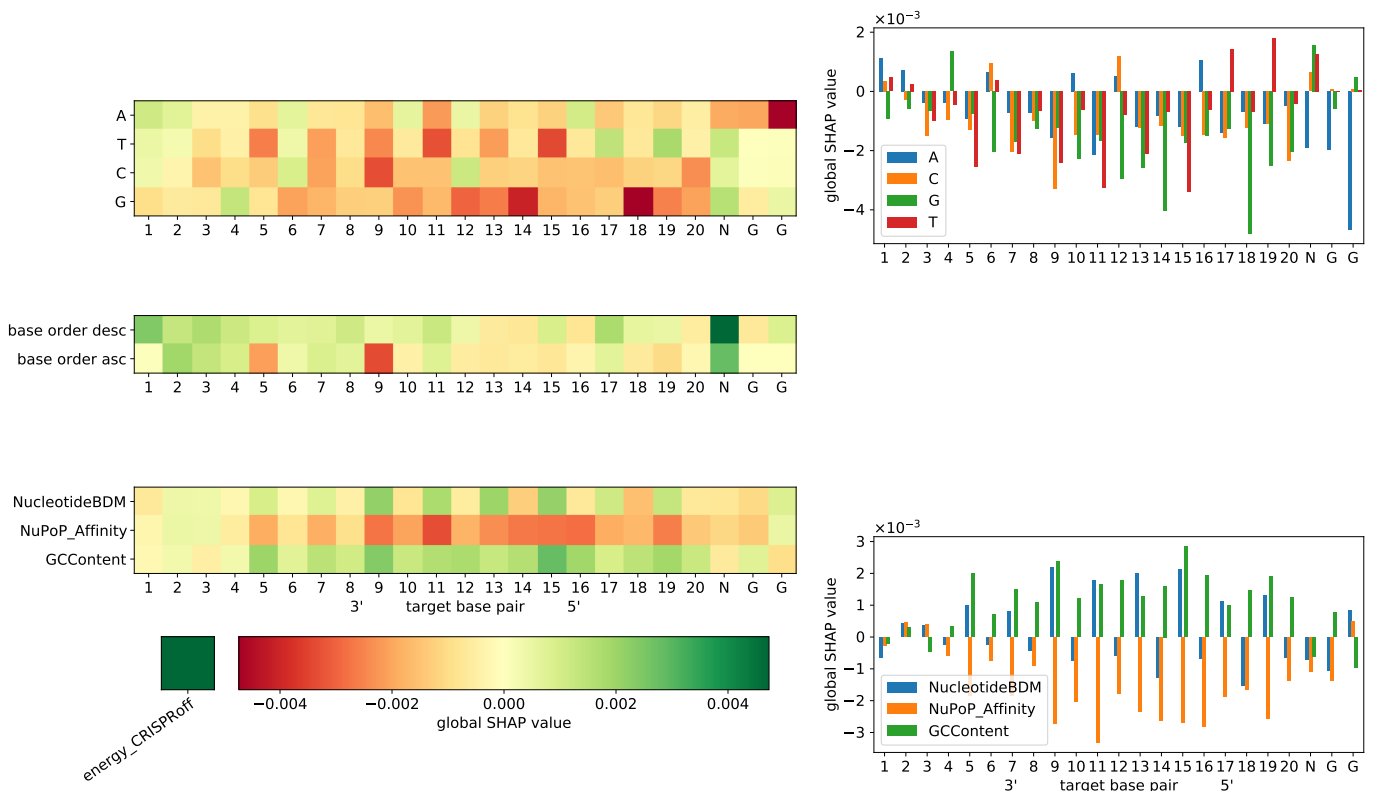 A
T
C
G
1 2 3 4 5 6 7 8 9 10 11 12 13 14 15 16 17 18 19 20 N G G
base order desc
base order asc
1 2 3 4 5 6 7 8 9 10 11 12 13 14 15 16 17 18 19 20 N G G
NucleotideBDM
NuPoP_Affinity
GCContent
1 2 3 4 5 6 7 8 9 10 11 12 13 14 15 16 17 18 19 20 N G G
3' target base pair 5'
energy_CRISPRoff
−0.004 −0.002 0.000 0.002 0.004
global SHAP value
×10−3
2
0
−2
−4
global SHAP value
A
C
G
T
1 2 3 4 5 6 7 8 9 10 11 12 13 14 15 16 17 18 19 20 N G G
×10−3
3
2
1
0
−1
−2
−3
global SHAP value
NucleotideBDM
NuPoP_Affinity
GCContent
1 2 3 4 5 6 7 8 9 10 11 12 13 14 15 16 17 18 19 20 N G G
3' target base pair 5'